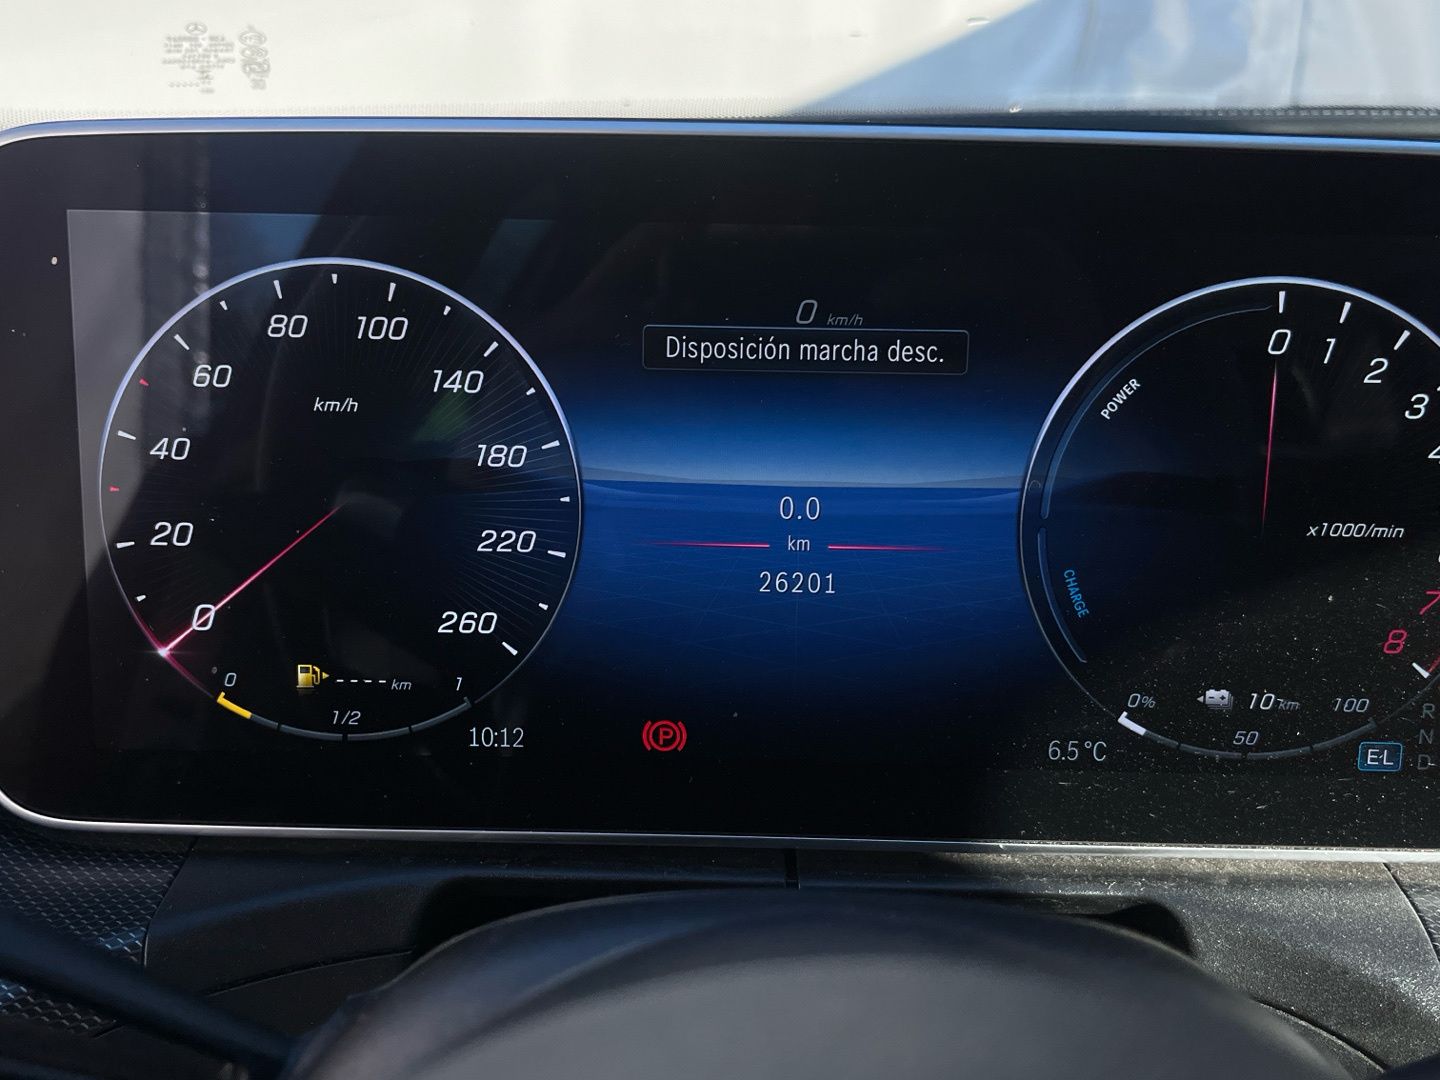 80
100
60
140
km/h
40
180
20
220
0
260
0
----- km
1
1/2
10:12
0 km/h
Disposición marcha desc.
0.0
km
26201
P
0
1
2
3
POWER
x1000/min
CHARGE
7
8
0%
10 km
100
50
6.5 °C
EL
R
N
D